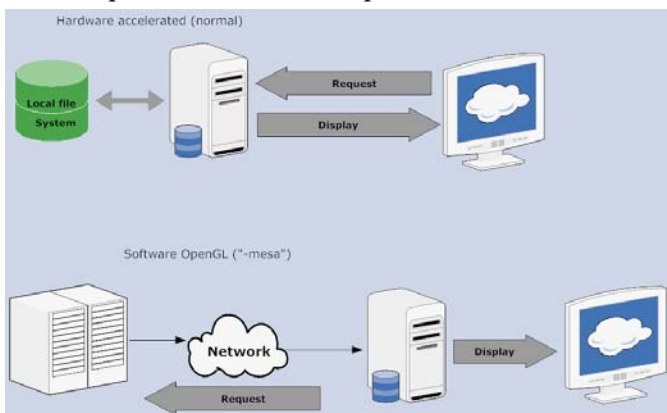 Hardware accelerated (normal)
Local file
System
Request
Display
Software OpenGL ("-mesa")
Network
Display
Request